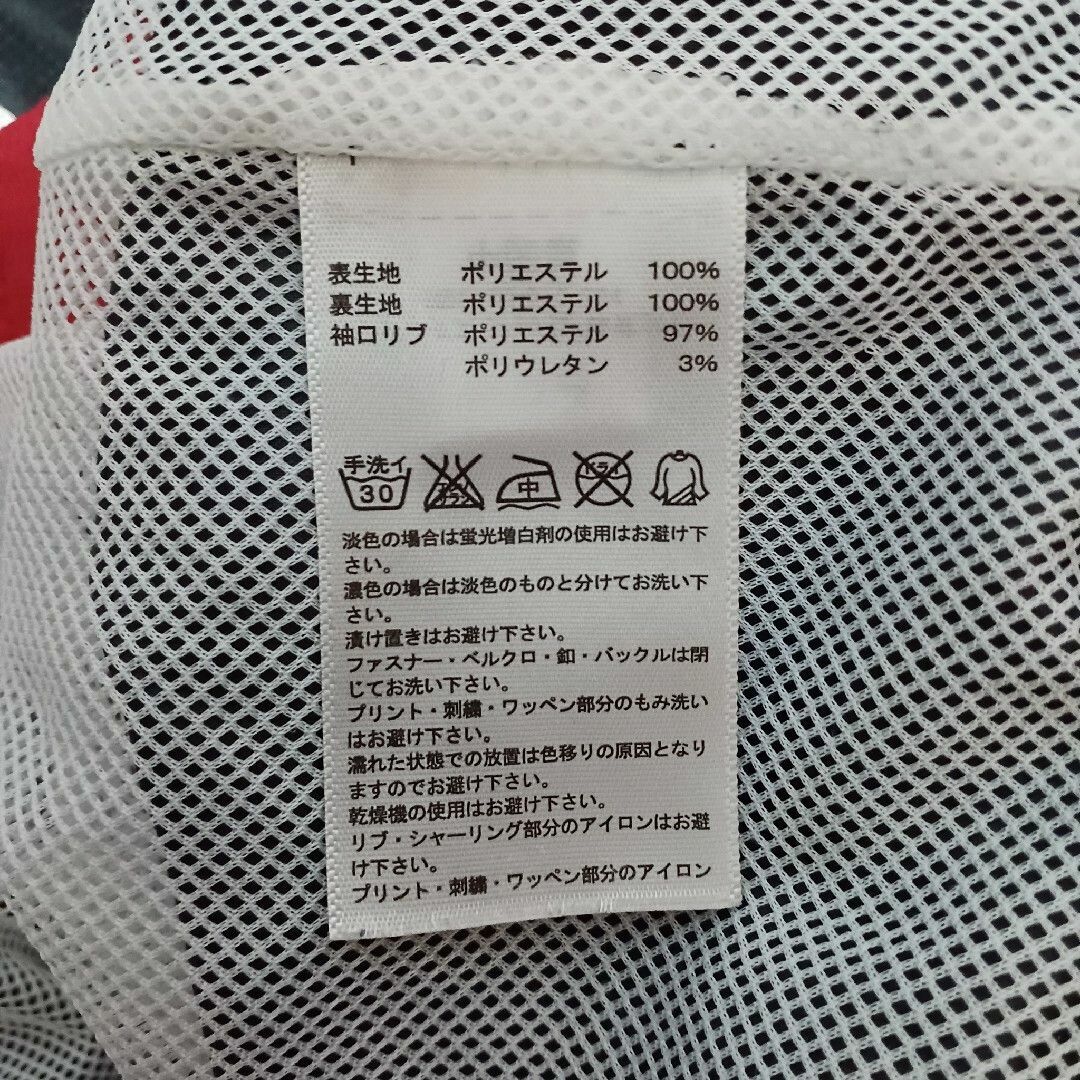 表生地 ポリエステル 100%
裏生地 ポリエステル 100%
袖口リブ ポリエステル 97%
ポリウレタン 3%
手洗イ 30 中 ドライ
淡色の場合は蛍光増白剤の使用はお避け下
さい。
濃色の場合は淡色のものと分けてお洗い下
さい。
漬け置きはお避け下さい。
ファスナー・ベルクロ・釦・バックルは閉
じてお洗い下さい。
プリント・刺繍・ワッペン部分のもみ洗い
はお避け下さい。
濡れた状態での放置は色移りの原因となり
ますのでお避け下さい。
乾燥機の使用はお避け下さい。
リブ・シャーリング部分のアイロンはお避
け下さい。
プリント・刺繍・ワッペン部分のアイロン